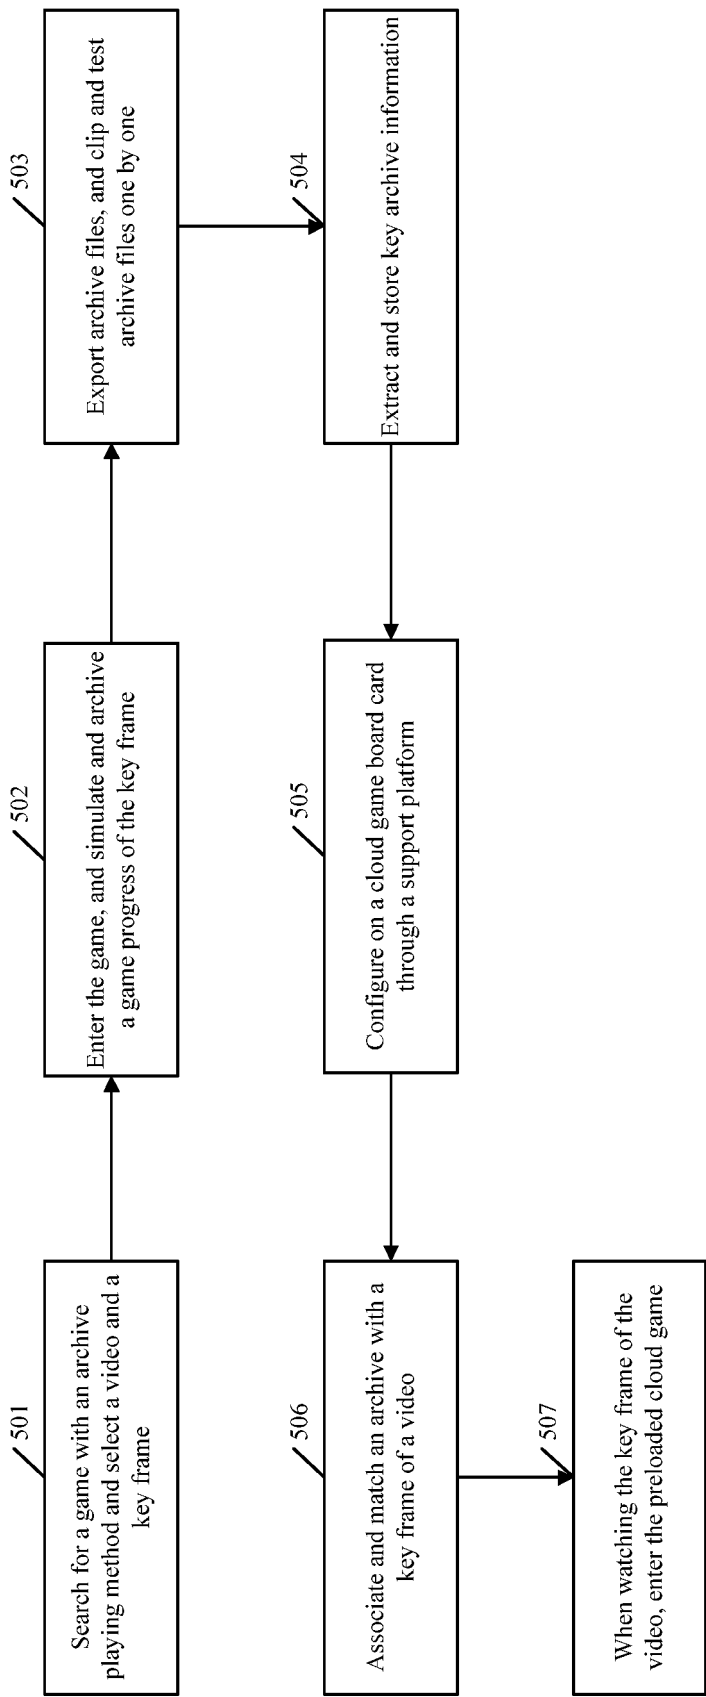 501
Search for a game with an archive
playing method and select a video and a
key frame
502
Enter the game, and simulate and archive
a game progress of the key frame
503
Export archive files, and clip and test
archive files one by one
504
Extract and store key archive information
505
Configure on a cloud game board card
through a support platform
506
Associate and match an archive with a
key frame of a video
507
When watching the key frame of the
video, enter the preloaded cloud game